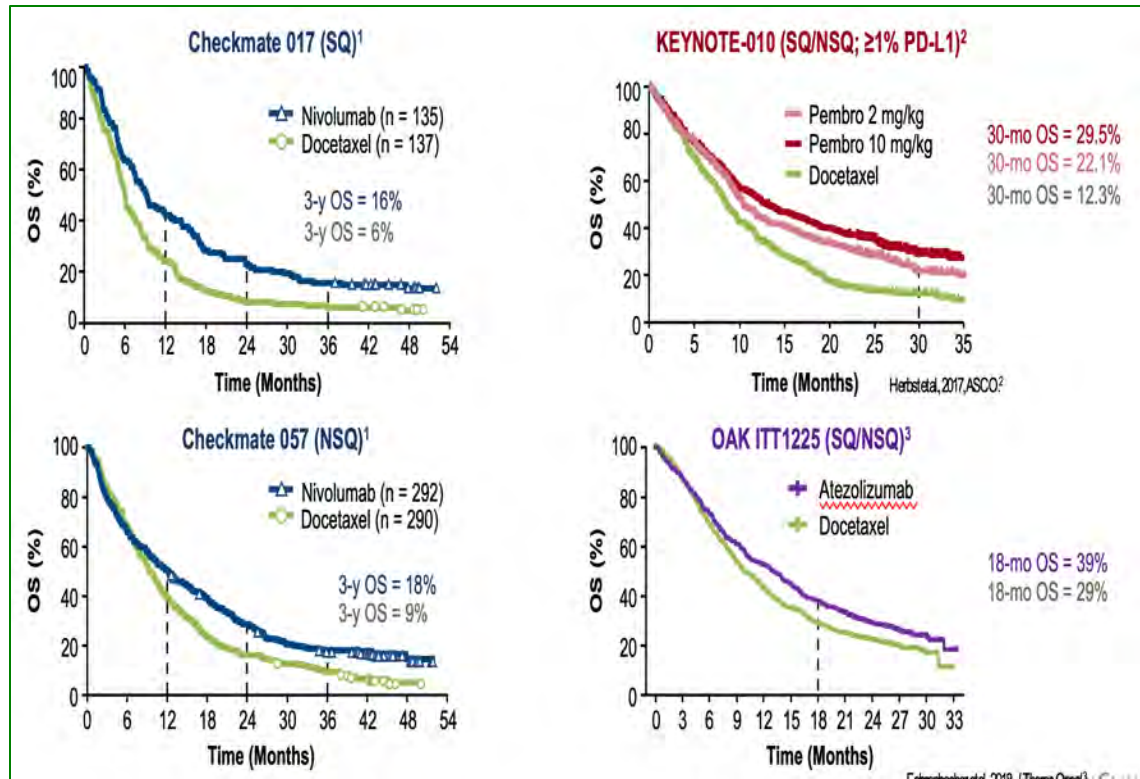 Checkmate 017 (SQ)¹
OS (%)
100
80
60
40
20
0
Nivolumab (n = 135)
Docetaxel (n = 137)
3-y OS = 16%
3-y OS = 6%
0 6 12 18 24 30 36 42 48 54
Time (Months)
KEYNOTE-010 (SQ/NSQ; ≥1% PD-L1)²
OS (%)
100
80
60
40
20
0
Pembro 2 mg/kg
Pembro 10 mg/kg
Docetaxel
30-mo OS = 29.5%
30-mo OS = 22.1%
30-mo OS = 12.3%
0 5 10 15 20 25 30 35
Time (Months)
Herbstetal, 2017, ASCO.²
Checkmate 057 (NSQ)¹
OS (%)
100
80
60
40
20
0
Nivolumab (n = 292)
Docetaxel (n = 290)
3-y OS = 18%
3-y OS = 9%
0 6 12 18 24 30 36 42 48 54
Time (Months)
OAK ITT1225 (SQ/NSQ)³
OS (%)
100
80
60
40
20
0
Atezolizumab
Docetaxel
18-mo OS = 39%
18-mo OS = 29%
0 3 6 9 12 15 18 21 24 27 30 33
Time (Months)